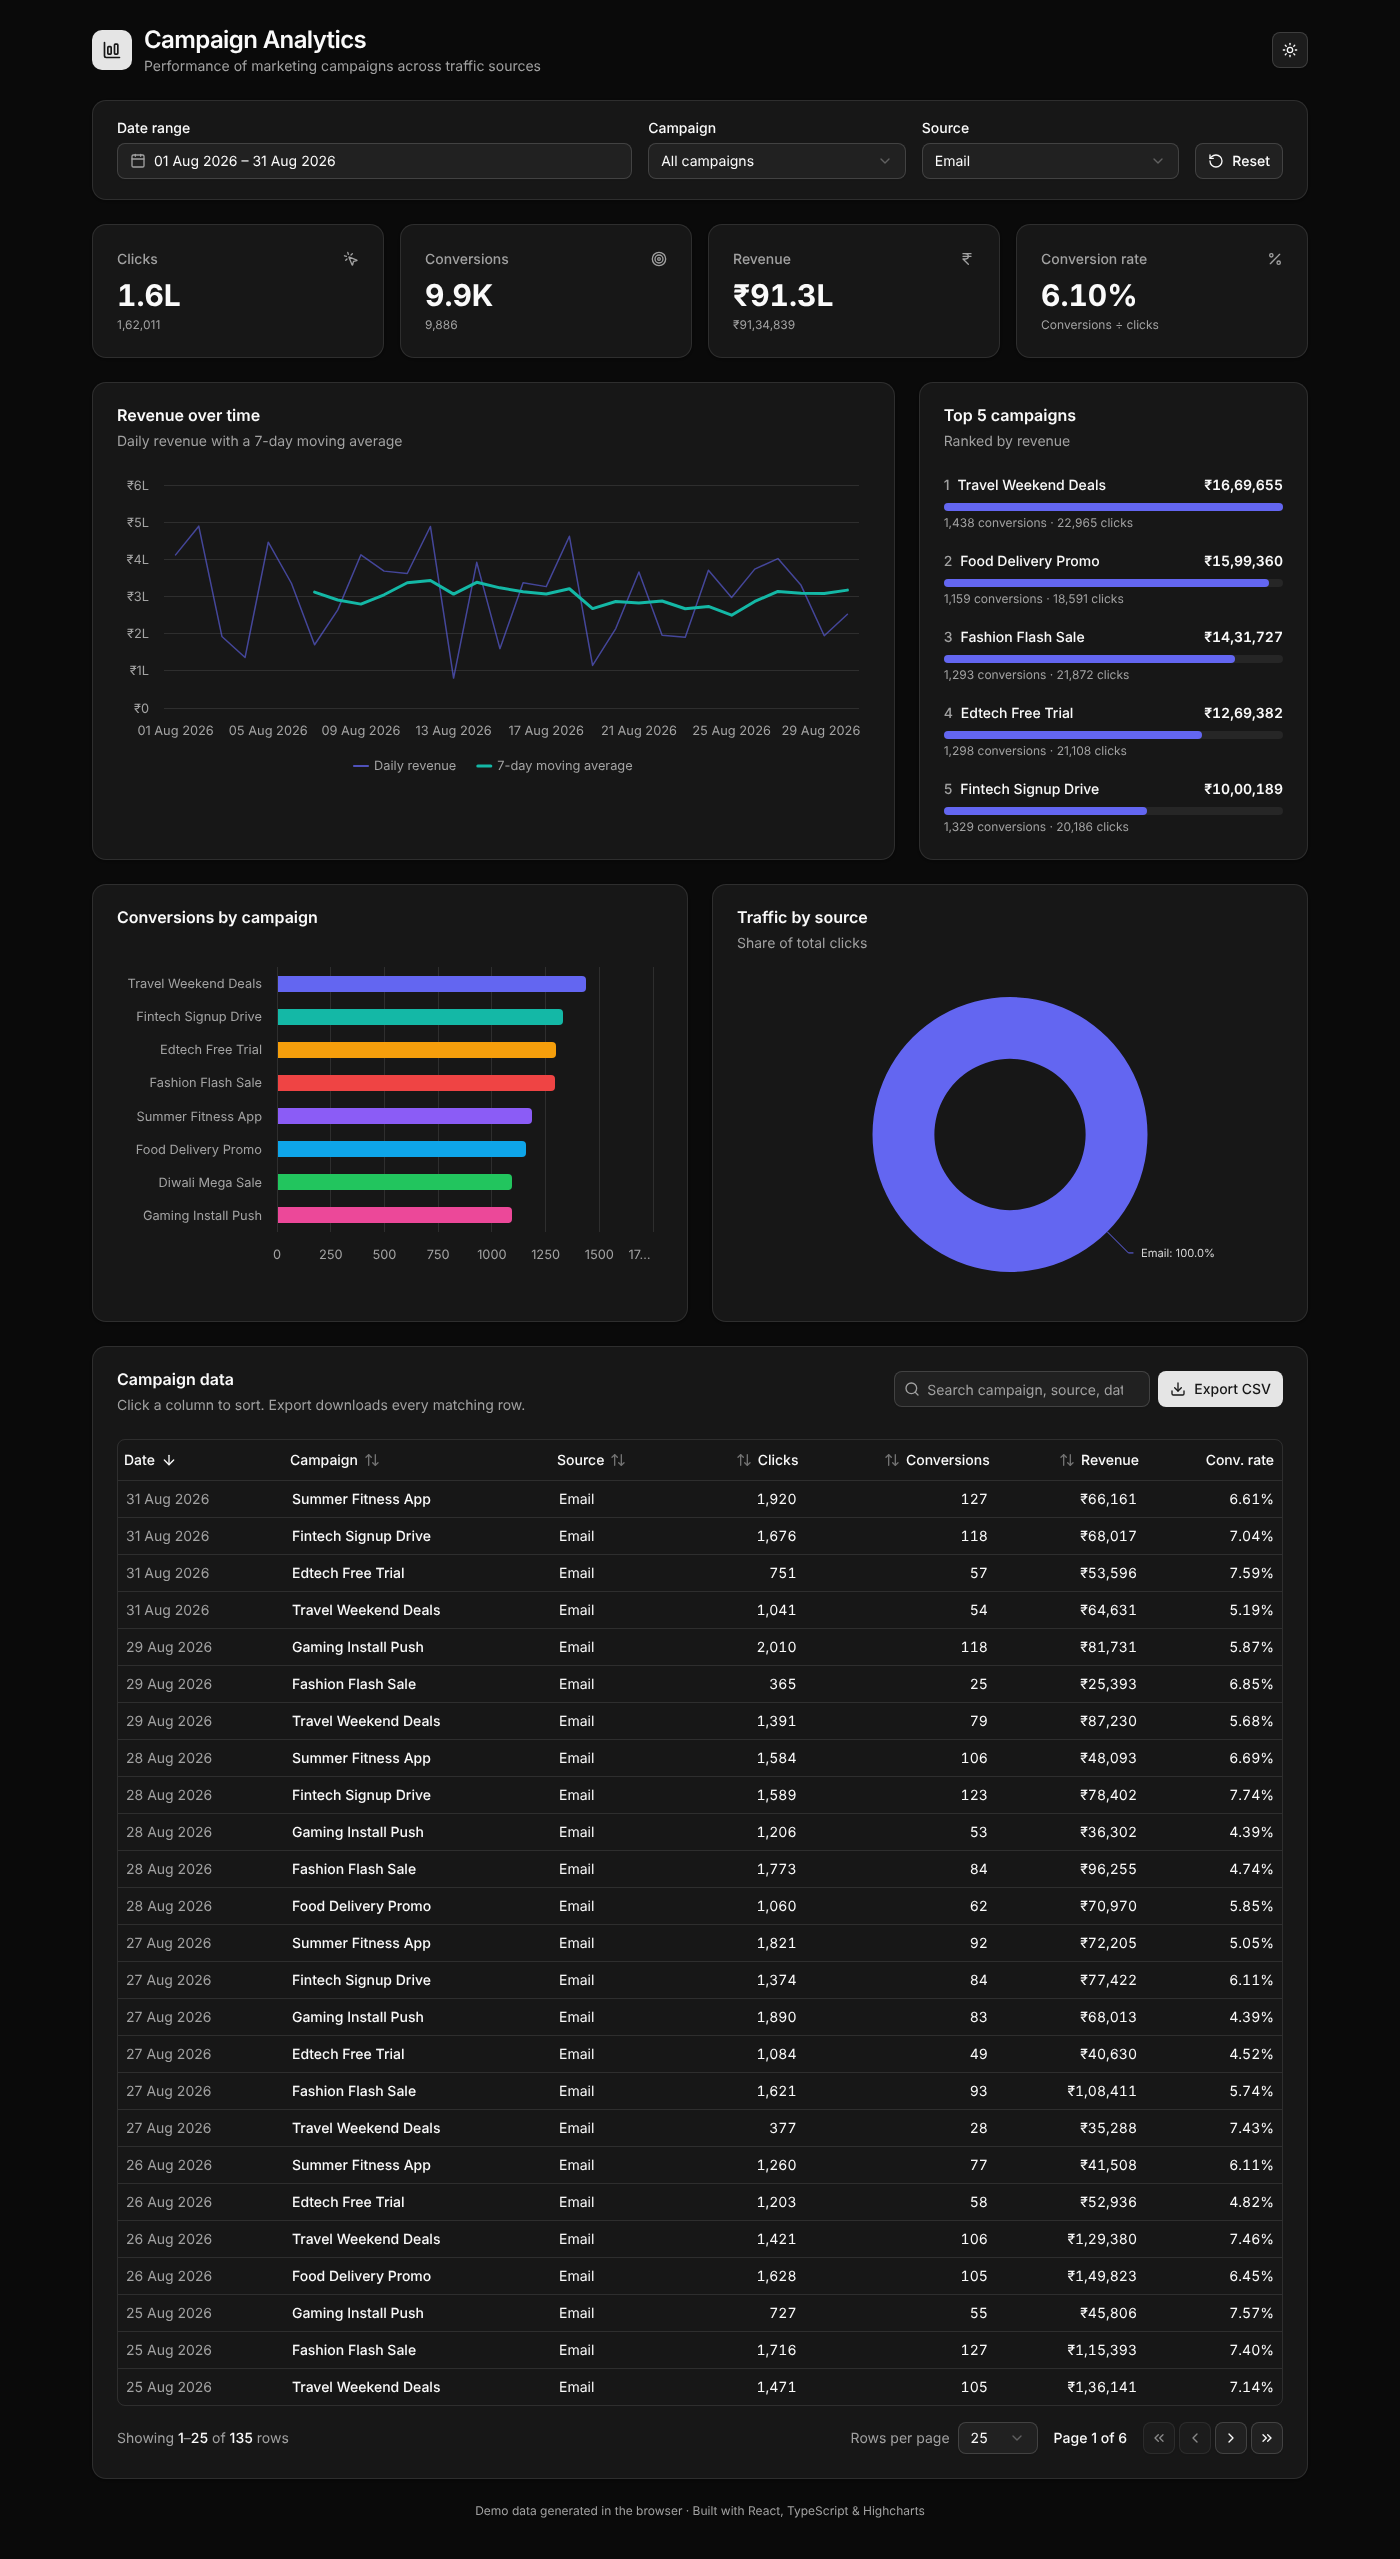 Campaign Analytics
Performance of marketing campaigns across traffic sources
Date range
01 Aug 2026 – 31 Aug 2026
Campaign
All campaigns
Source
Email
Reset
Clicks
1.6L
1,62,011
Conversions
9.9K
9,886
Revenue
₹91.3L
₹91,34,839
Conversion rate
6.10%
Conversions ÷ clicks
Revenue over time
Daily revenue with a 7-day moving average
₹6L
₹5L
₹4L
₹3L
₹2L
₹1L
₹0
01 Aug 2026 05 Aug 2026 09 Aug 2026 13 Aug 2026 17 Aug 2026 21 Aug 2026 25 Aug 2026 29 Aug 2026
Daily revenue 7-day moving average
Top 5 campaigns
Ranked by revenue
1 Travel Weekend Deals ₹16,69,655
1,438 conversions · 22,965 clicks
2 Food Delivery Promo ₹15,99,360
1,159 conversions · 18,591 clicks
3 Fashion Flash Sale ₹14,31,727
1,293 conversions · 21,872 clicks
4 Edtech Free Trial ₹12,69,382
1,298 conversions · 21,108 clicks
5 Fintech Signup Drive ₹10,00,189
1,329 conversions · 20,186 clicks
Conversions by campaign
Travel Weekend Deals
Fintech Signup Drive
Edtech Free Trial
Fashion Flash Sale
Summer Fitness App
Food Delivery Promo
Diwali Mega Sale
Gaming Install Push
0 250 500 750 1000 1250 1500 17...
Traffic by source
Share of total clicks
Email: 100.0%
Campaign data
Click a column to sort. Export downloads every matching row.
Search campaign, source, dat
Export CSV
Date Campaign Source Clicks Conversions Revenue Conv. rate
31 Aug 2026 Summer Fitness App Email 1,920 127 ₹66,161 6.61%
31 Aug 2026 Fintech Signup Drive Email 1,676 118 ₹68,017 7.04%
31 Aug 2026 Edtech Free Trial Email 751 57 ₹53,596 7.59%
31 Aug 2026 Travel Weekend Deals Email 1,041 54 ₹64,631 5.19%
29 Aug 2026 Gaming Install Push Email 2,010 118 ₹81,731 5.87%
29 Aug 2026 Fashion Flash Sale Email 365 25 ₹25,393 6.85%
29 Aug 2026 Travel Weekend Deals Email 1,391 79 ₹87,230 5.68%
28 Aug 2026 Summer Fitness App Email 1,584 106 ₹48,093 6.69%
28 Aug 2026 Fintech Signup Drive Email 1,589 123 ₹78,402 7.74%
28 Aug 2026 Gaming Install Push Email 1,206 53 ₹36,302 4.39%
28 Aug 2026 Fashion Flash Sale Email 1,773 84 ₹96,255 4.74%
28 Aug 2026 Food Delivery Promo Email 1,060 62 ₹70,970 5.85%
27 Aug 2026 Summer Fitness App Email 1,821 92 ₹72,205 5.05%
27 Aug 2026 Fintech Signup Drive Email 1,374 84 ₹77,422 6.11%
27 Aug 2026 Gaming Install Push Email 1,890 83 ₹68,013 4.39%
27 Aug 2026 Edtech Free Trial Email 1,084 49 ₹40,630 4.52%
27 Aug 2026 Fashion Flash Sale Email 1,621 93 ₹1,08,411 5.74%
27 Aug 2026 Travel Weekend Deals Email 377 28 ₹35,288 7.43%
26 Aug 2026 Summer Fitness App Email 1,260 77 ₹41,508 6.11%
26 Aug 2026 Edtech Free Trial Email 1,203 58 ₹52,936 4.82%
26 Aug 2026 Travel Weekend Deals Email 1,421 106 ₹1,29,380 7.46%
26 Aug 2026 Food Delivery Promo Email 1,628 105 ₹1,49,823 6.45%
25 Aug 2026 Gaming Install Push Email 727 55 ₹45,806 7.57%
25 Aug 2026 Fashion Flash Sale Email 1,716 127 ₹1,15,393 7.40%
25 Aug 2026 Travel Weekend Deals Email 1,471 105 ₹1,36,141 7.14%
Showing 1–25 of 135 rows
Rows per page 25 Page 1 of 6
Demo data generated in the browser · Built with React, TypeScript & Highcharts